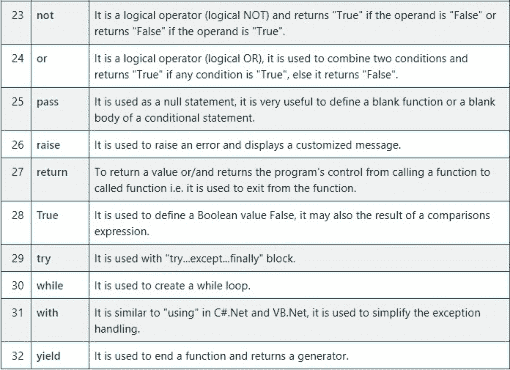 23 not It is a logical operator (logical NOT) and returns "True" if the operand is "False" or
returns "False" if the operand is "True".
24 or It is a logical operator (logical OR), it is used to combine two conditions and
returns "True" if any condition is "True", else it returns "False".
25 pass It is used as a null statement, it is very useful to define a blank function or a blank
body of a conditional statement.
26 raise It is used to raise an error and displays a customized message.
27 return To return a value or/and returns the program's control from calling a function to
called function i.e. it is used to exit from the function.
28 True It is used to define a Boolean value False, it may also the result of a comparisons
expression.
29 try It is used with "try...except...finally" block.
30 while It is used to create a while loop.
31 with It is similar to "using" in C#.Net and VB.Net, it is used to simplify the exception
handling.
32 yield It is used to end a function and returns a generator.